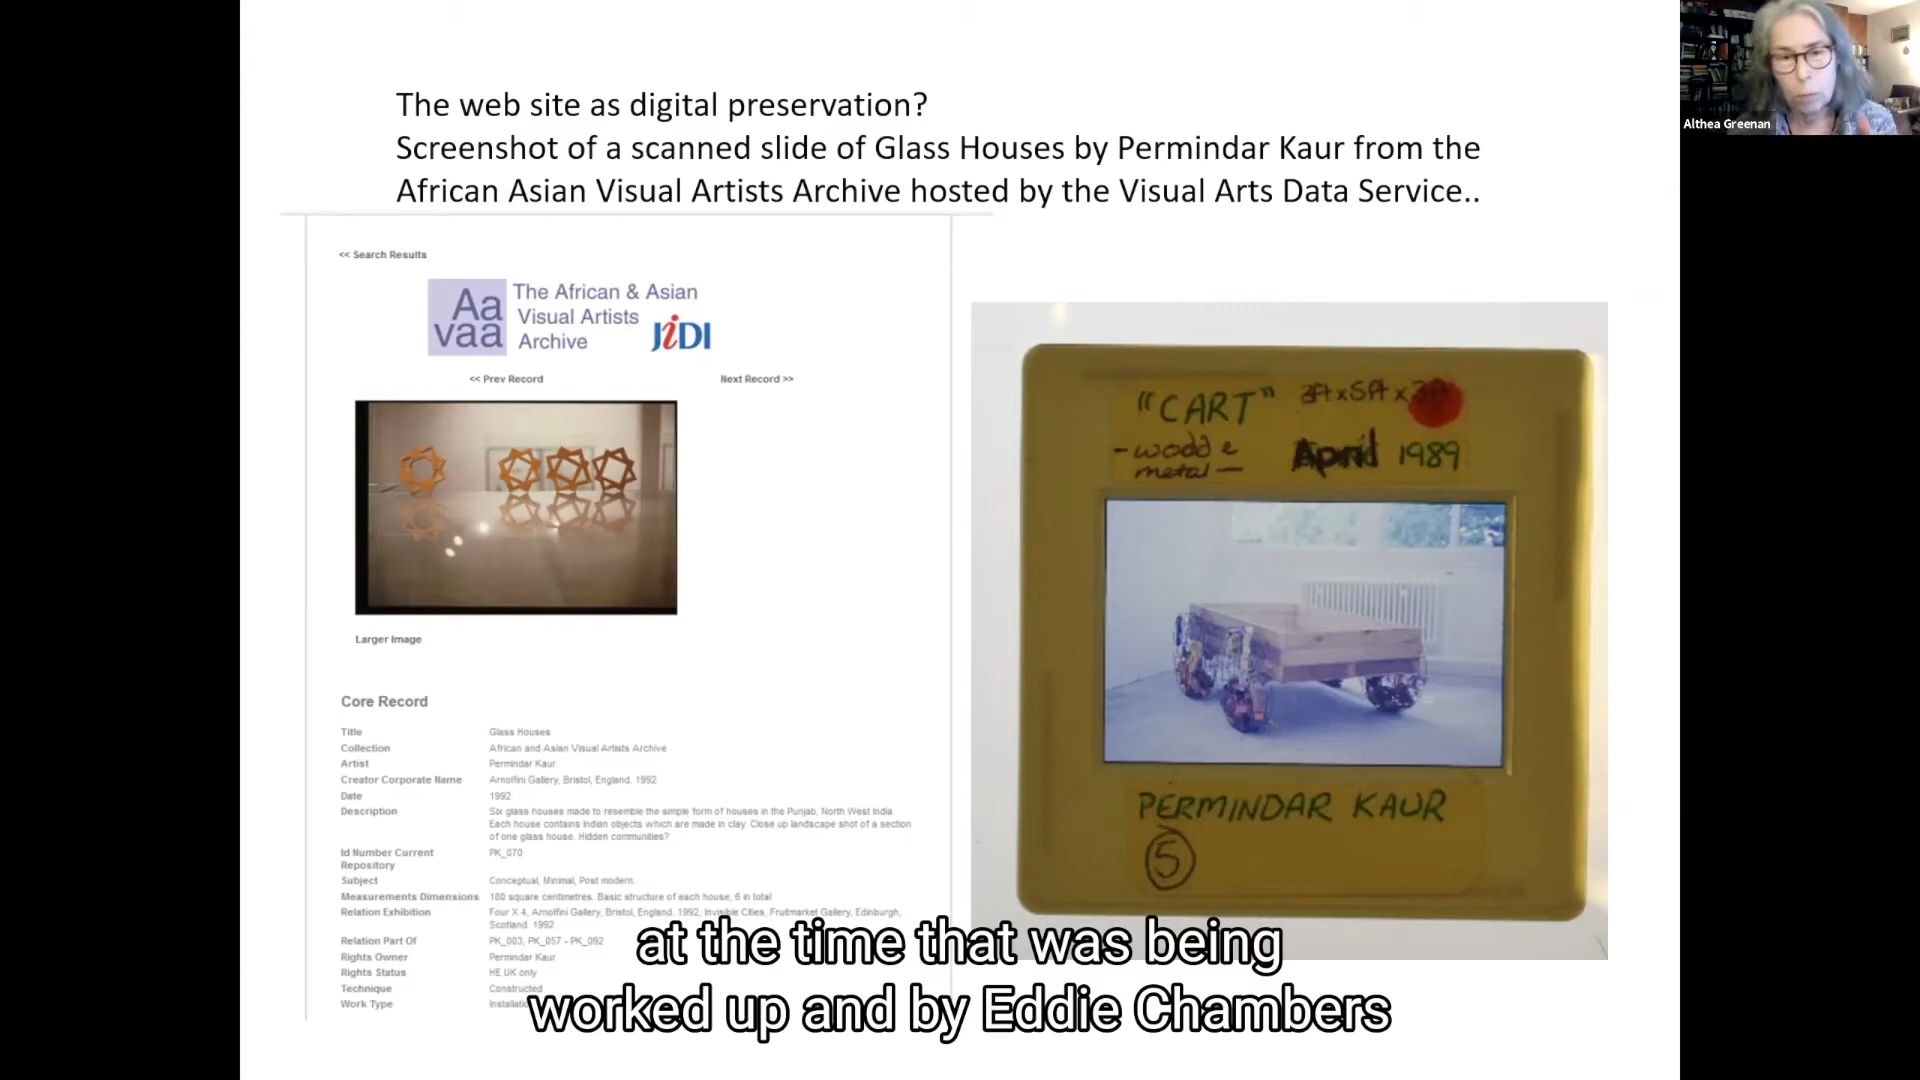 The web site as digital preservation?
Screenshot of a scanned slide of Glass Houses by Permindar Kaur from the
African Asian Visual Artists Archive hosted by the Visual Arts Data Service..
Althea Greenan
<< Search Results
Aa
vaa
The African & Asian
Visual Artists
Archive
JiDI
<< Prev Record
Next Record >>
Larger Image
Core Record
Title Glass Houses
Collection African and Asian Visual Artists Archive
Artist Permindar Kaur
Creator Corporate Name Arnolfini Gallery, Bristol, England. 1992
Date 1992
Description Six glass houses made to resemble the simple form of houses in the Punjab, North West India.
Each house contains Indian objects which are made in clay. Close up landscape shot of a section
of one glass house. Hidden communities?
Id Number Current PK_070
Repository
Subject Conceptual, Minimal, Post modern.
Measurements Dimensions 180 square centimetres. Basic structure of each house, 6 in total
Relation Exhibition Four X 4, Arnolfini Gallery, Bristol, England. 1992, Invisible Cities, Fruitmarket Gallery, Edinburgh,
Scotland. 1992
Relation Part Of PK_003, PK_057 - PK_092
Rights Owner Permindar Kaur
Rights Status HE UK only
Technique Constructed
Work Type
"CART" 3ft x 5ft x
- wodd e
metal -
April 1989
PERMINDAR KAUR
5
at the time that was being
worked up and by Eddie Chambers